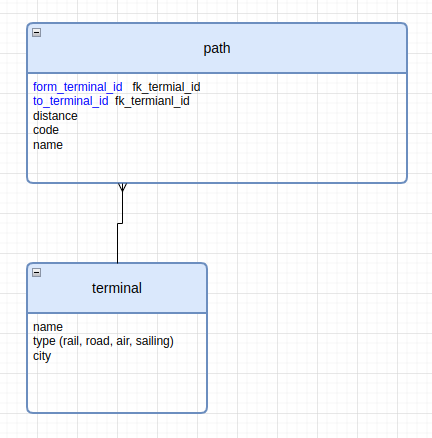 path
form_terminal_id fk_termial_id
to_terminal_id fk_termianl_id
distance
code
name
terminal
name
type (rail, road, air, sailing)
city